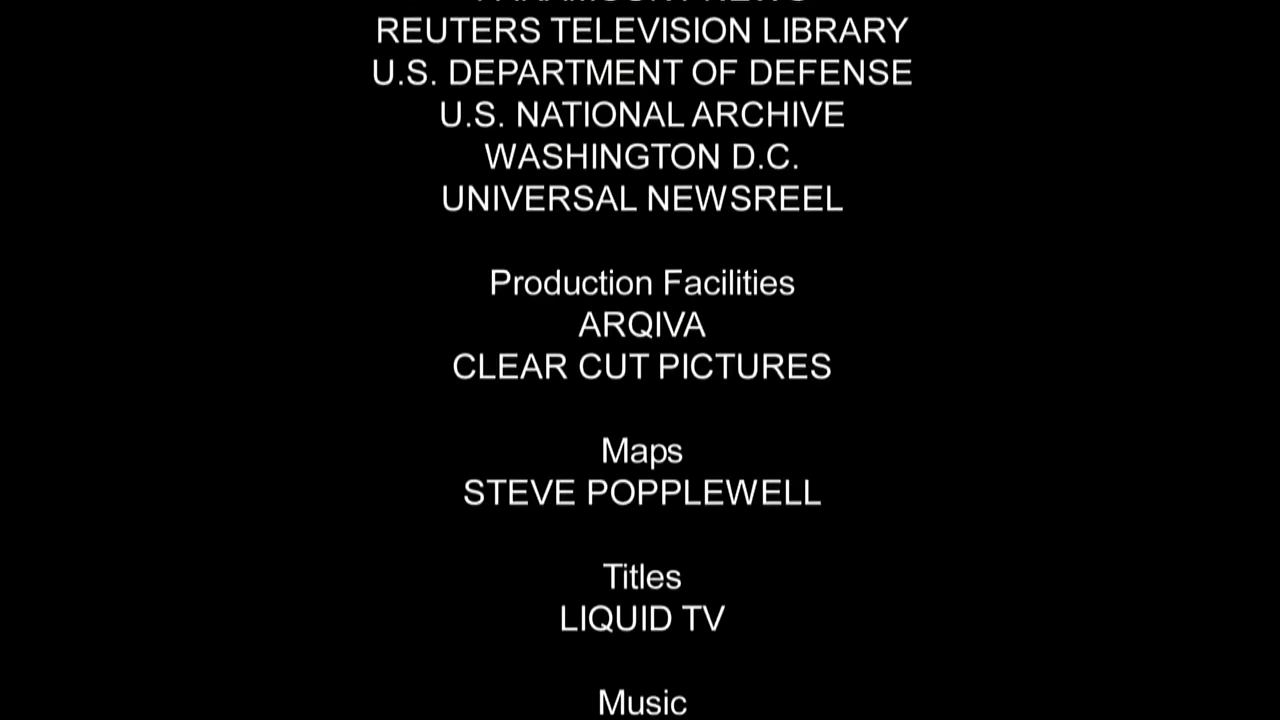 REUTERS TELEVISION LIBRARY
U.S. DEPARTMENT OF DEFENSE
U.S. NATIONAL ARCHIVE
WASHINGTON D.C.
UNIVERSAL NEWSREEL
Production Facilities
ARQIVA
CLEAR CUT PICTURES
Maps
STEVE POPPLEWELL
Titles
LIQUID TV
Music